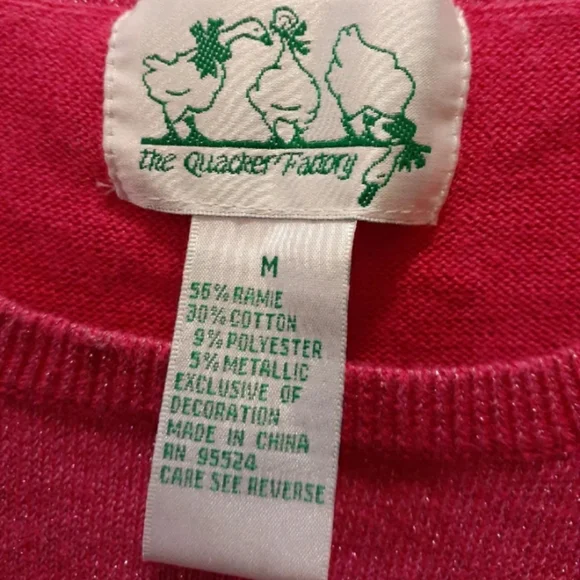 the Quacker Factory
M
56% RAMIE
30% COTTON
9% POLYESTER
5% METALLIC
EXCLUSIVE OF
DECORATION
MADE IN CHINA
RN 95524
CARE SEE REVERSE